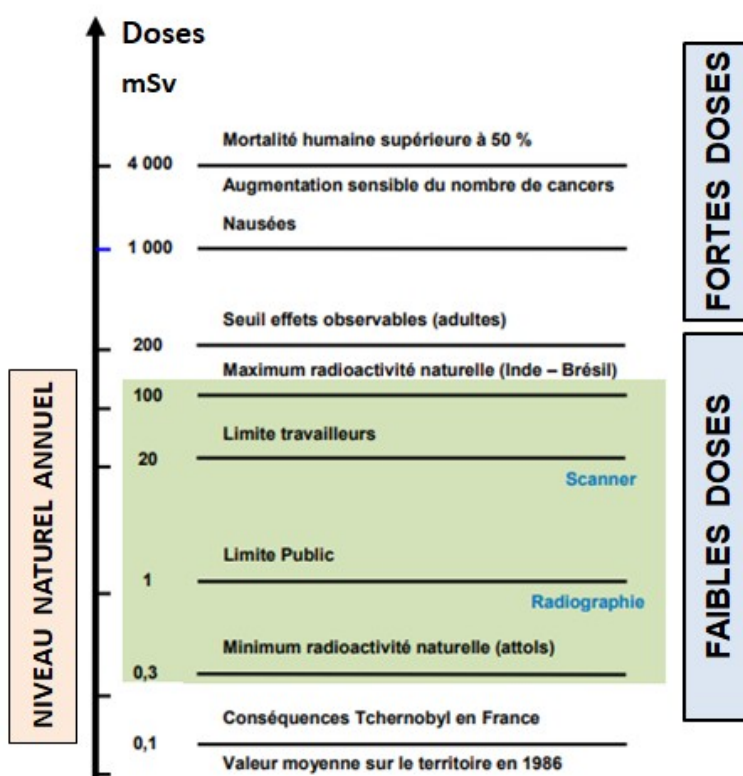 Doses
mSv
Mortalité humaine supérieure à 50 %
4 000
Augmentation sensible du nombre de cancers
Nausées
1 000
Seuil effets observables (adultes)
200
Maximum radioactivité naturelle (Inde – Brésil)
100
Limite travailleurs
20
Scanner
Limite Public
1
Radiographie
Minimum radioactivité naturelle (attols)
0,3
Conséquences Tchernobyl en France
0,1
Valeur moyenne sur le territoire en 1986
NIVEAU NATUREL ANNUEL
FORTES DOSES
FAIBLES DOSES